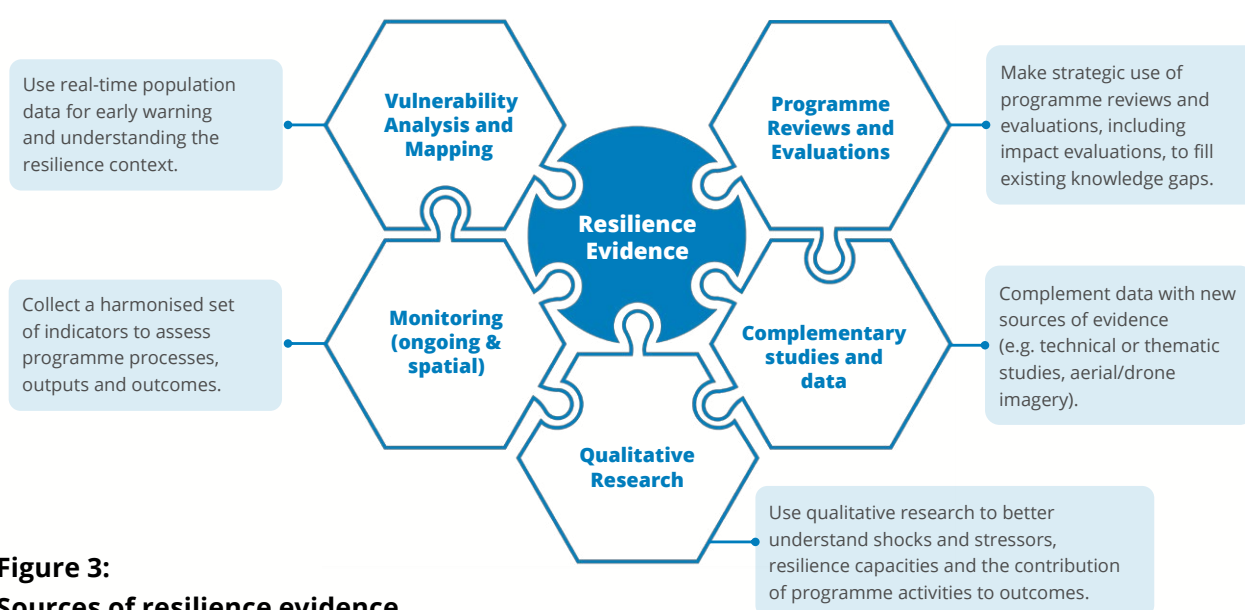 Use real-time population
data for early warning
and understanding the
resilience context.
Vulnerability
Analysis and
Mapping
Programme
Reviews and
Evaluations
Make strategic use of
programme reviews and
evaluations, including
impact evaluations, to fill
existing knowledge gaps.
Resilience
Evidence
Collect a harmonised set
of indicators to assess
programme processes,
outputs and outcomes.
Monitoring
(ongoing &
spatial)
Complementary
studies and
data
Complement data with new
sources of evidence
(e.g. technical or thematic
studies, aerial/drone
imagery).
Qualitative
Research
Use qualitative research to better
understand shocks and stressors,
resilience capacities and the contribution
of programme activities to outcomes.
Figure 3:
Sources of resilience evidence